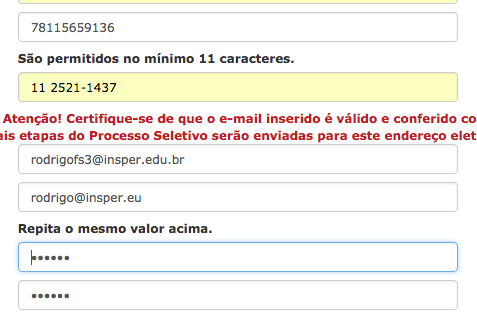 78115659136
São permitidos no mínimo 11 caracteres.
11 2521-1437
Atenção! Certifique-se de que o e-mail inserido é válido e conferido co
ais etapas do Processo Seletivo serão enviadas para este endereço elet
rodrigofs3@insper.edu.br
rodrigo@insper.eu
Repita o mesmo valor acima.
••••••
••••••